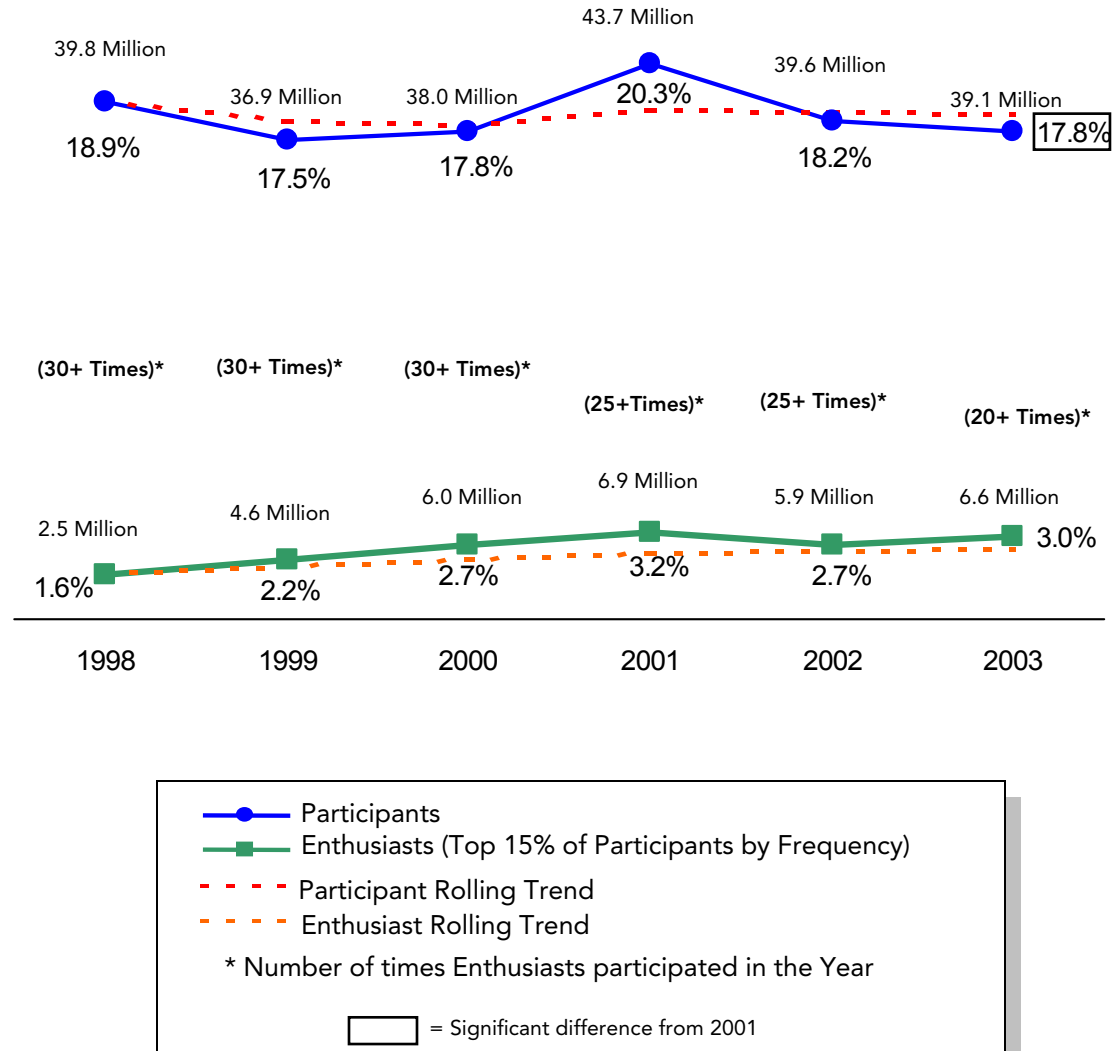 43.7 Million
39.8 Million
39.6 Million
36.9 Million
38.0 Million
20.3%
39.1 Million
17.8%
18.9%
17.5%
17.8%
18.2%
(30+ Times)*
(30+ Times)*
(30+ Times)*
(25+Times)*
(25+ Times)*
(20+ Times)*
2.5 Million
4.6 Million
6.0 Million
6.9 Million
5.9 Million
6.6 Million
1.6%
2.2%
2.7%
3.2%
2.7%
3.0%
1998 1999 2000 2001 2002 2003
Participants
Enthusiasts (Top 15% of Participants by Frequency)
Participant Rolling Trend
Enthusiast Rolling Trend
* Number of times Enthusiasts participated in the Year
= Significant difference from 2001